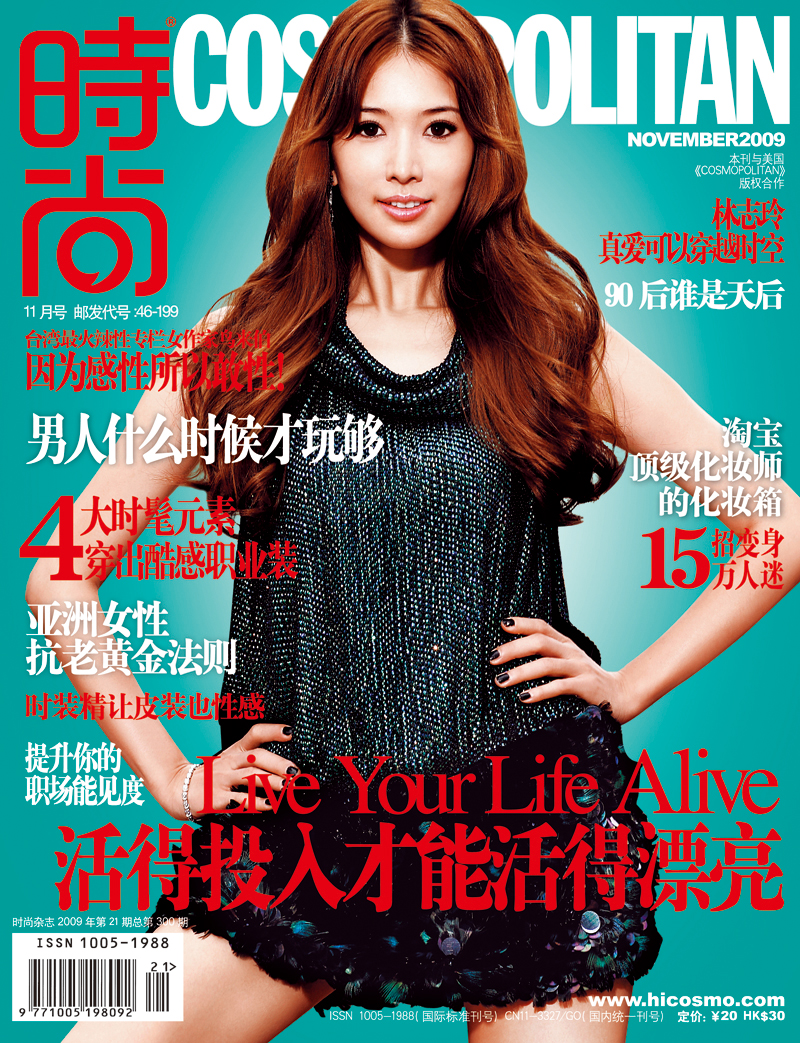 時尚
COSMOPOLITAN
NOVEMBER2009
本刊与美国
《COSMOPOLITAN》
版权合作
林志玲
真爱可以穿越时空
90后谁是天后
11月号 邮发代号:46-199
台湾最火辣性专栏女作家鸟来的
因为感性所以敢性!
男人什么时候才玩够
淘宝
顶级化妆师
的化妆箱
4大时髦元素
穿出酷感职业装
15招变身
万人迷
亚洲女性
抗老黄金法则
时装精让皮装也性感
提升你的
职场能见度
Live Your Life Alive
活得投入才能活得漂亮
时尚杂志 2009 年第 21 期总第 300 期
ISSN 1005-1988
21>
9 771005 198092
www.hicosmo.com
ISSN 1005-1988(国际标准刊号) CN11-3327/GO(国内统一刊号) 定价: ¥20 HK$30